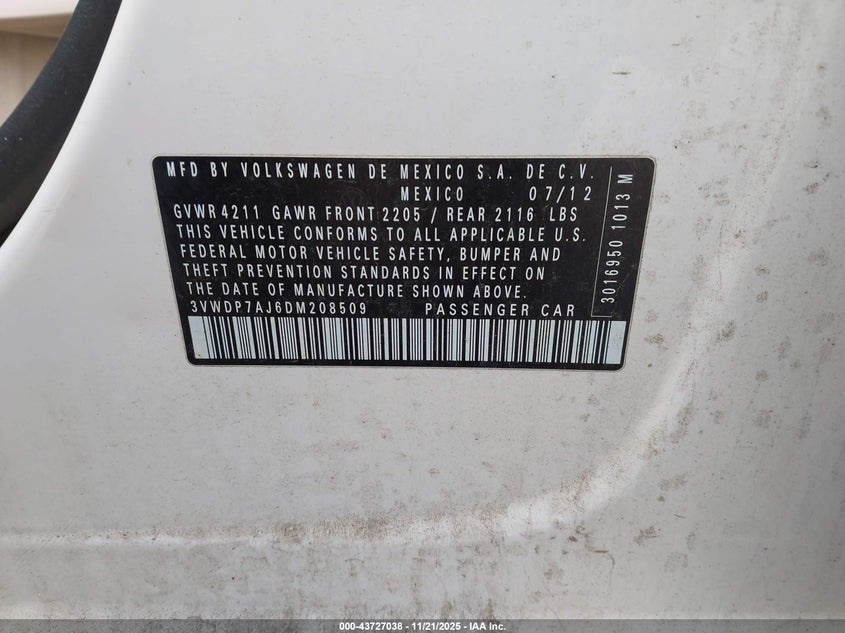 MFD BY VOLKSWAGEN DE MEXICO S.A. DE C.V.
MEXICO 07/12
GVWR 4211 GAWR FRONT 2205 / REAR 2116 LBS
THIS VEHICLE CONFORMS TO ALL APPLICABLE U.S.
FEDERAL MOTOR VEHICLE SAFETY, BUMPER AND
THEFT PREVENTION STANDARDS IN EFFECT ON
THE DATE OF MANUFACTURE SHOWN ABOVE.
3VWDP7AJ6DM208509 PASSENGER CAR
3016950 1013 M
000-43727038 - 11/21/2025 - IAA Inc.